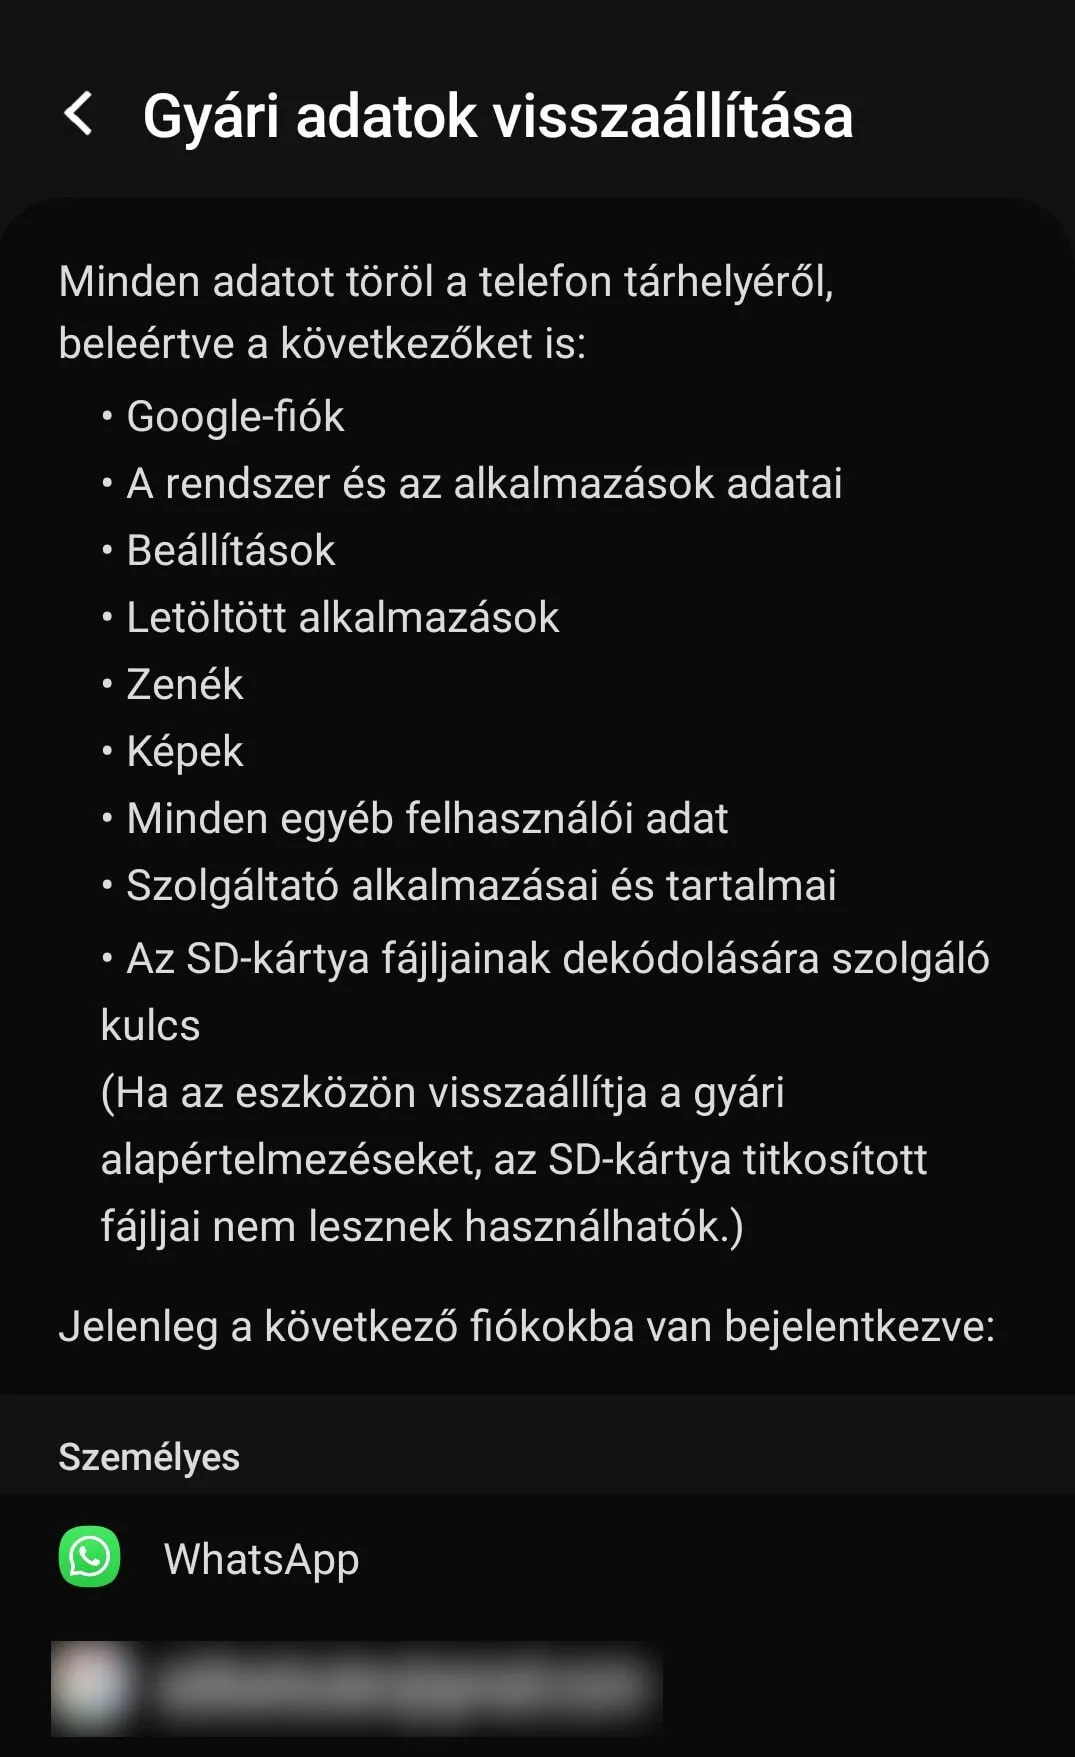 Gyári adatok visszaállítása
Minden adatot töröl a telefon tárhelyéről,
beleértve a következőket is:
• Google-fiók
• A rendszer és az alkalmazások adatai
• Beállítások
• Letöltött alkalmazások
• Zenék
• Képek
• Minden egyéb felhasználói adat
• Szolgáltató alkalmazásai és tartalmai
• Az SD-kártya fájljainak dekódolására szolgáló
kulcs
(Ha az eszközön visszaállítja a gyári
alapértelmezéseket, az SD-kártya titkosított
fájljai nem lesznek használhatók.)
Jelenleg a következő fiókokba van bejelentkezve:
Személyes
WhatsApp